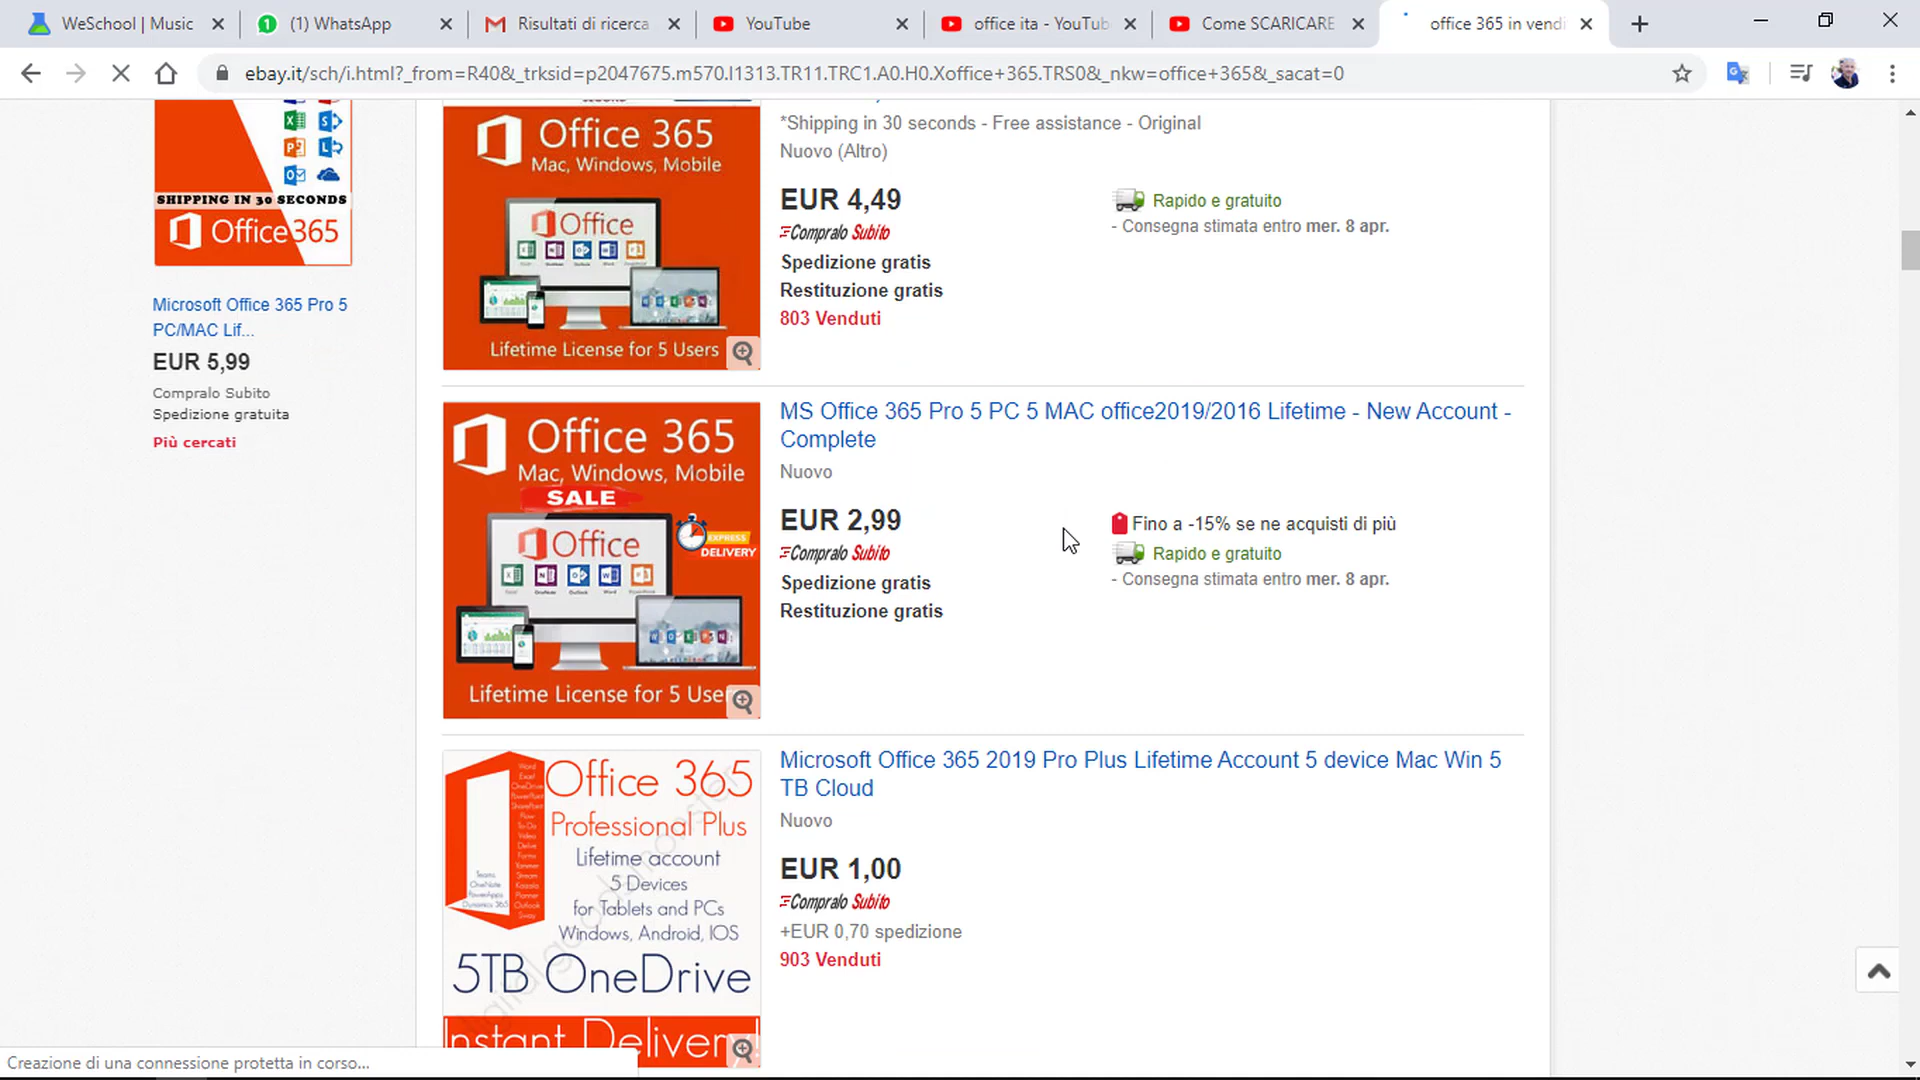 WeSchool | Music
(1) WhatsApp
Risultati di ricerca
YouTube
office ita - YouTub
Come SCARICARE
office 365 in vendi
ebay.it/sch/i.html?_from=R40&_trksid=p2047675.m570.l1313.TR11.TRC1.A0.H0.Xoffice+365.TRS0&_nkw=office+365&_sacat=0
SHIPPING IN 30 SECONDS
Office 365
Microsoft Office 365 Pro 5
PC/MAC Lif...
EUR 5,99
Compralo Subito
Spedizione gratuita
Più cercati
Office 365
Mac, Windows, Mobile
Office
Lifetime License for 5 Users
*Shipping in 30 seconds - Free assistance - Original
Nuovo (Altro)
EUR 4,49
Compralo Subito
Spedizione gratis
Restituzione gratis
803 Venduti
Rapido e gratuito
- Consegna stimata entro mer. 8 apr.
Office 365
Mac, Windows, Mobile
SALE
EXPRESS
DELIVERY
Office
Lifetime License for 5 User
MS Office 365 Pro 5 PC 5 MAC office2019/2016 Lifetime - New Account -
Complete
Nuovo
EUR 2,99
Compralo Subito
Spedizione gratis
Restituzione gratis
Fino a -15% se ne acquisti di più
Rapido e gratuito
- Consegna stimata entro mer. 8 apr.
Office 365
Professional Plus
Lifetime account
5 Devices
for Tablets and PCs
Windows, Android, IOS
5TB OneDrive
Instant Delivery
Microsoft Office 365 2019 Pro Plus Lifetime Account 5 device Mac Win 5
TB Cloud
Nuovo
EUR 1,00
Compralo Subito
+EUR 0,70 spedizione
903 Venduti
Creazione di una connessione protetta in corso...